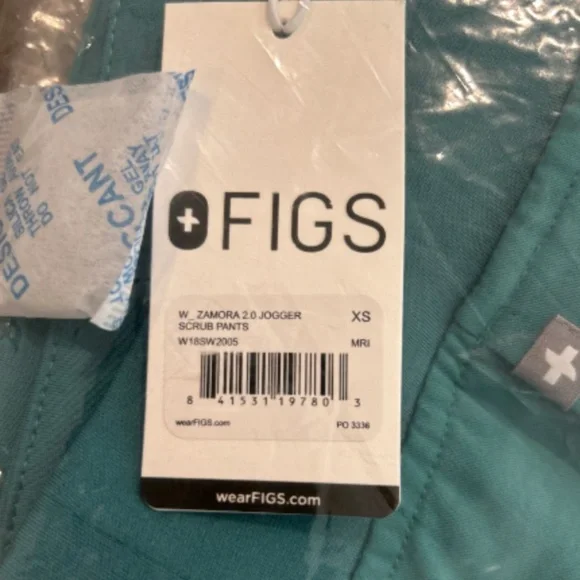 DESICCANT
SILICA GEL
THROW AWAY
DO NOT EAT
FIGS
W_ ZAMORA 2.0 JOGGER
SCRUB PANTS
XS
W18SW2005
MRI
8 41531 19780 3
wearFIGS.com
PO 3336
wearFIGS.com